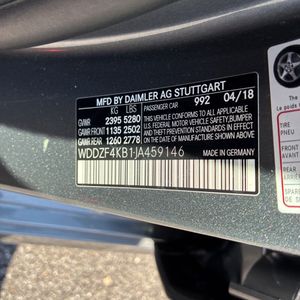 MFD BY DAIMLER AG STUTTGART
PASSENGER CAR 992 04/18
KG LBS
GVWR 2395 5280
GAWR FRONT 1135 2502
GAWR REAR 1260 2778
THIS VEHICLE CONFORMS TO ALL APPLICABLE
U.S. FEDERAL MOTOR VEHICLE SAFETY
BUMPER AND THEFT PREVENTION STANDARDS
IN EFFECT ON THE DATE OF
MANUFACTURE SHOWN ABOVE.
WDDZF4KB1JA459146
MADE IN GERMANY
Le poids
TIRE
PNEU
AVANT